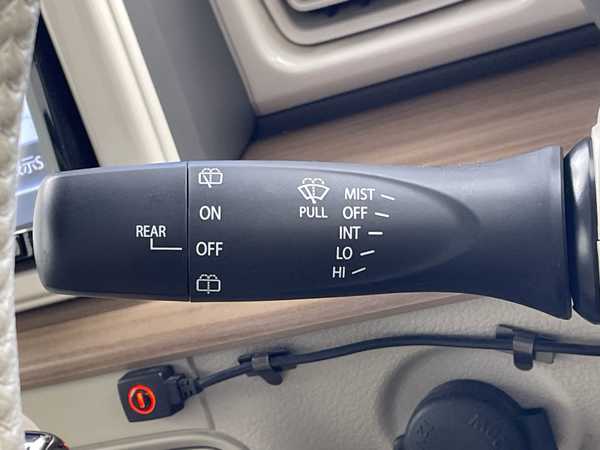 REAR
ON
OFF
PULL
MIST
OFF
INT
LO
HI